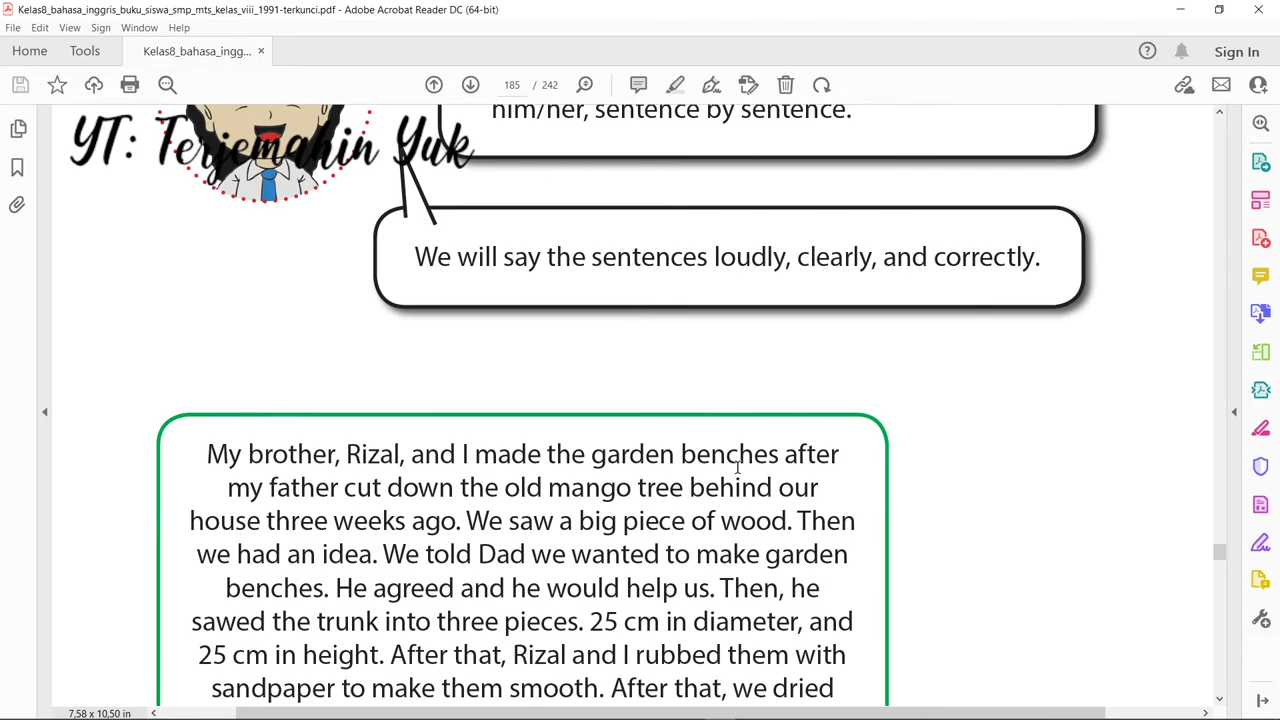 Kelas8_bahasa_inggris_buku_siswa_smp_mts_kelas_viii_1991-terkunci.pdf - Adobe Acrobat Reader DC (64-bit)
File Edit View Sign Window Help
Home Tools Kelas8_bahasa_ingg... × Sign In
185 / 242
him/her, sentence by sentence.
YT: Terjemahin Yuk
We will say the sentences loudly, clearly, and correctly.
My brother, Rizal, and I made the garden benches after
my father cut down the old mango tree behind our
house three weeks ago. We saw a big piece of wood. Then
we had an idea. We told Dad we wanted to make garden
benches. He agreed and he would help us. Then, he
sawed the trunk into three pieces. 25 cm in diameter, and
25 cm in height. After that, Rizal and I rubbed them with
sandpaper to make them smooth. After that, we dried
7,58 x 10,50 in